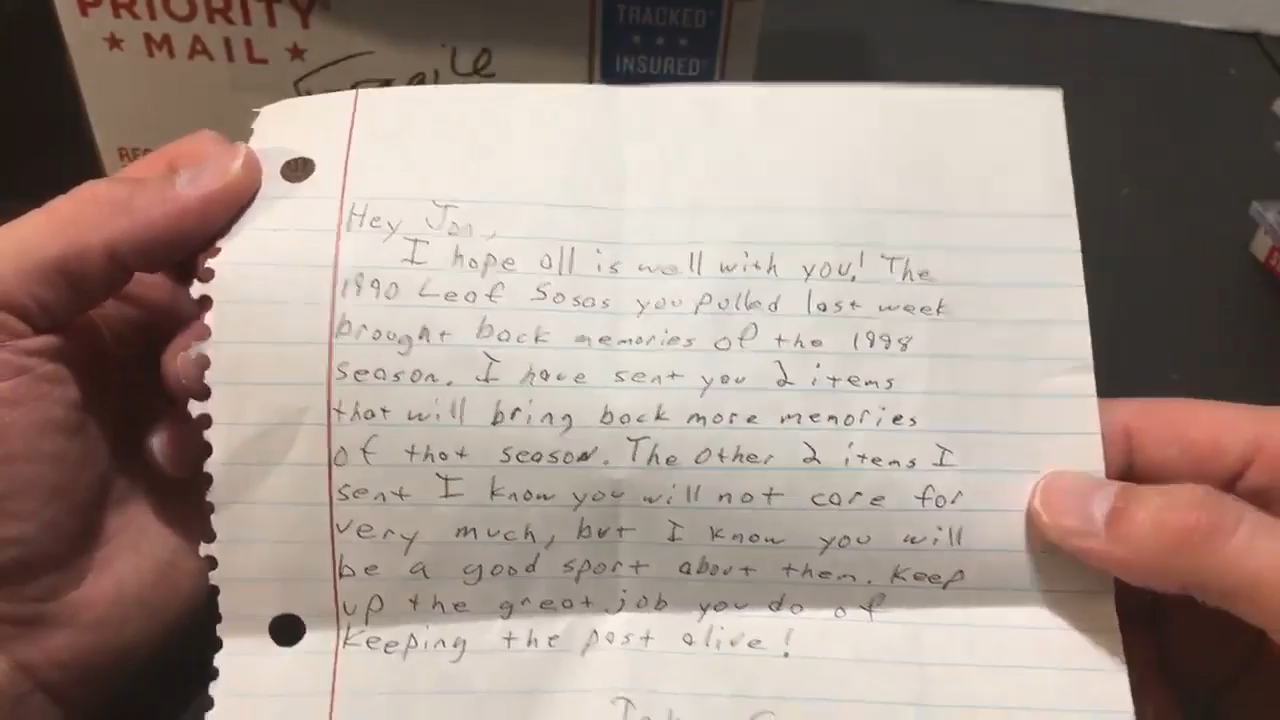 PRIORITY
★ MAIL ★
TRACKED
★ ★ ★
INSURED
Hey Jon,
I hope all is well with you! The
1990 Leaf Sosas you pulled last week
brought back memories of the 1998
season. I have sent you 2 items
that will bring back more memories
of that season. The other 2 items I
sent I know you will not care for
very much, but I know you will
be a good sport about them. Keep
up the great job you do of
keeping the past alive!